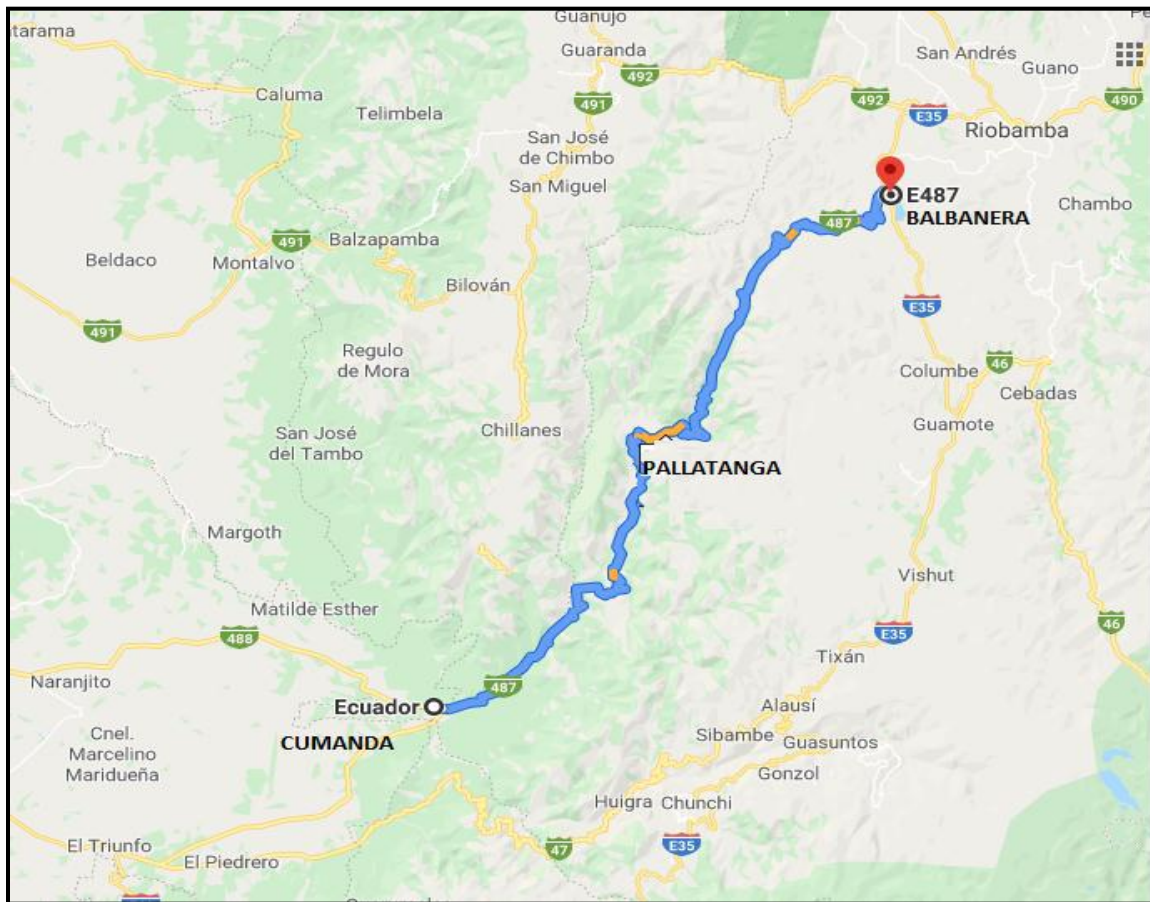 Guanujo
Pe
atarama
Guaranda
San Andrés
Guano
492
Caluma
492
490
491
E35
Telimbela
Riobamba
San José
de Chimbo
San Miguel
E487
BALBANERA
Chambo
487
491
Balzapamba
Beldaco
Montalvo
Bilován
E35
491
Regulo
de Mora
Columbe
46
Cebadas
Guamote
Chillanes
San José
del Tambo
PALLATANGA
Margoth
Vishut
Matilde Esther
46
488
E35
Tixán
Naranjito
487
Ecuador
Alausí
CUMANDA
Sibambe
Guasuntos
Cnel.
Marcelino
Maridueña
Gonzol
Huigra
Chunchi
El Triunfo
47
E35
El Piedrero